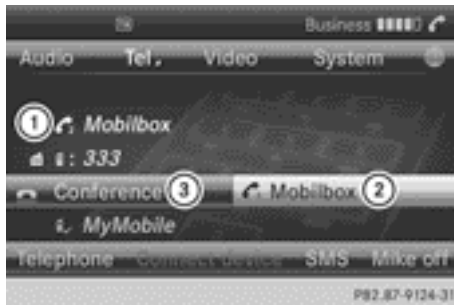 Business
Audio Tel. Video System
1 Mobilbox
: 333
Conference 3 Mobilbox 2
MyMobile
Telephone Connect device SMS Mike off
P82.87-9124-31